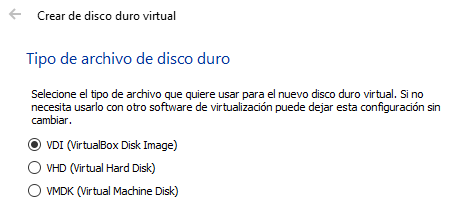 Crear de disco duro virtual
Tipo de archivo de disco duro
Seleccione el tipo de archivo que quiere usar para el nuevo disco duro virtual. Si no
necesita usarlo con otro software de virtualización puede dejar esta configuración sin
cambiar.
VDI (VirtualBox Disk Image)
VHD (Virtual Hard Disk)
VMDK (Virtual Machine Disk)